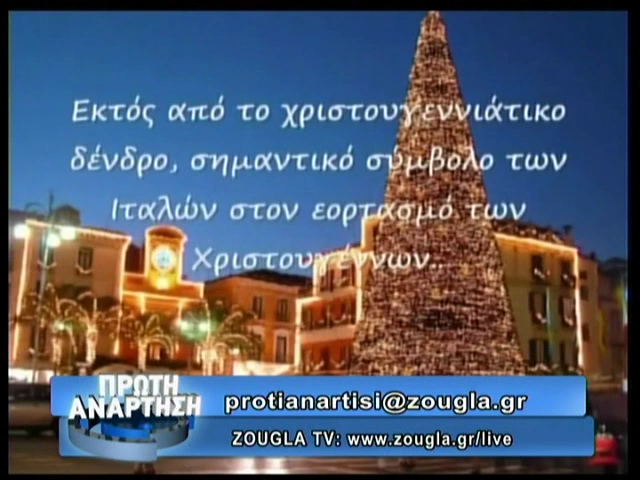 Εκτός από το χριστουγεννιάτικο
δένδρο, σημαντικό σύμβολο των
Ιταλών στον εορτασμό των
Χριστουγέννων..
ΠΡΩΤΗ
ΑΝΑΡΤΗΣΗ
protianartisi@zougla.gr
ZOUGLA TV: www.zougla.gr/live